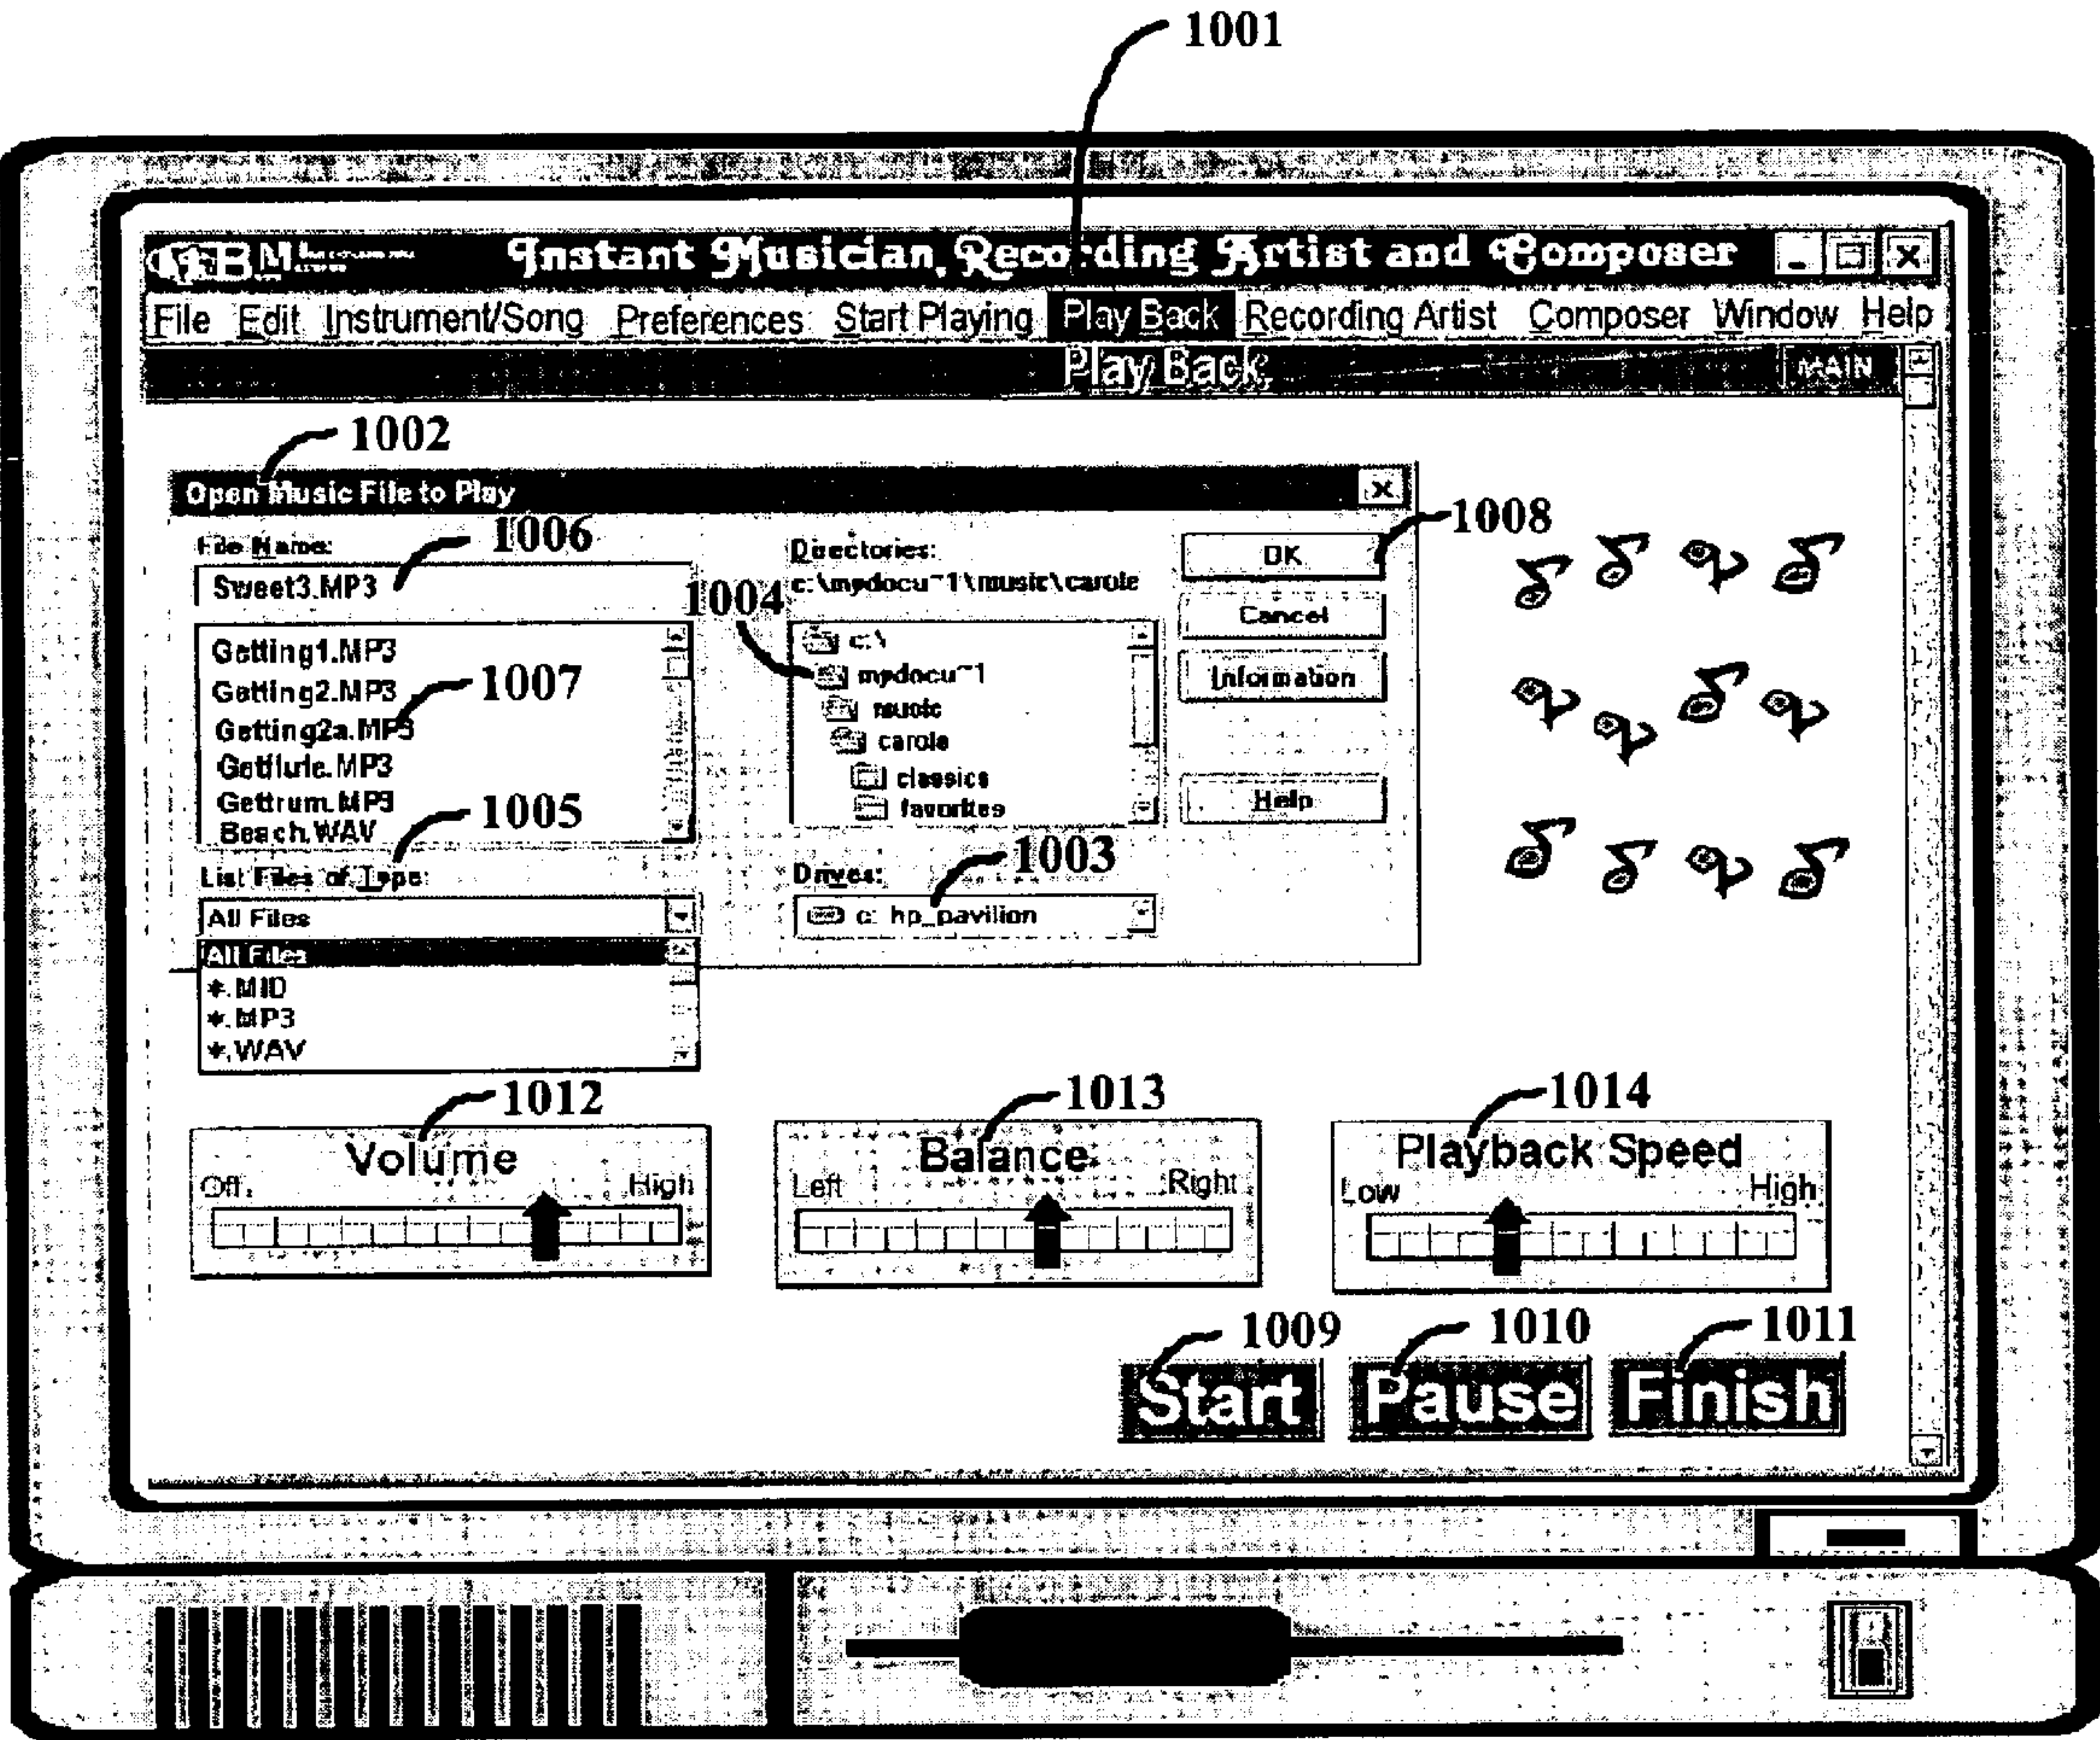 1001
Instant Musician, Recording Artist and Composer
File Edit Instrument/Song Preferences Start Playing Play Back Recording Artist Composer Window Help
Play Back MAIN
1002
Open Music File to Play
File Name: 1006
Sweet3.MP3
Getting1.MP3
Getting2.MP3 1007
Getting2a.MP3
Getflute.MP3
Gettrum.MP3
Beach.WAV 1005
List Files of Type:
All Files
All Files
*.MID
*.MP3
*.WAV
Directories:
c:\mydocu~1\music\carole
1004
c:\
mydocu~1
music
carole
classics
favorites
1003
Drives:
c: hp_pavilion
1008
OK
Cancel
Information
Help
1012
Volume
Off High
1013
Balance
Left Right
1014
Playback Speed
Low High
1009 1010 1011
Start Pause Finish